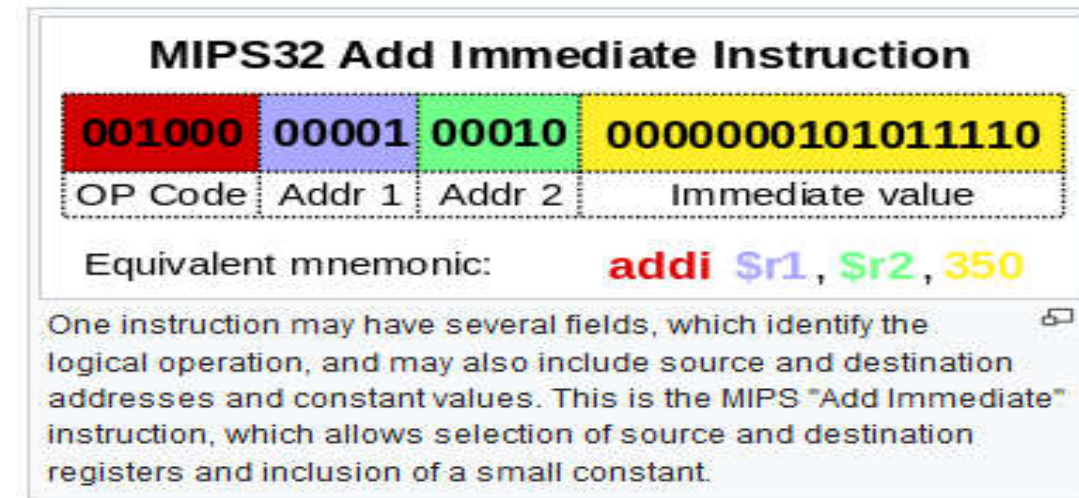 MIPS32 Add Immediate Instruction
001000 00001 00010 0000000101011110
OP Code Addr 1 Addr 2 Immediate value
Equivalent mnemonic: addi $r1, $r2, 350
One instruction may have several fields, which identify the
logical operation, and may also include source and destination
addresses and constant values. This is the MIPS "Add Immediate"
instruction, which allows selection of source and destination
registers and inclusion of a small constant.